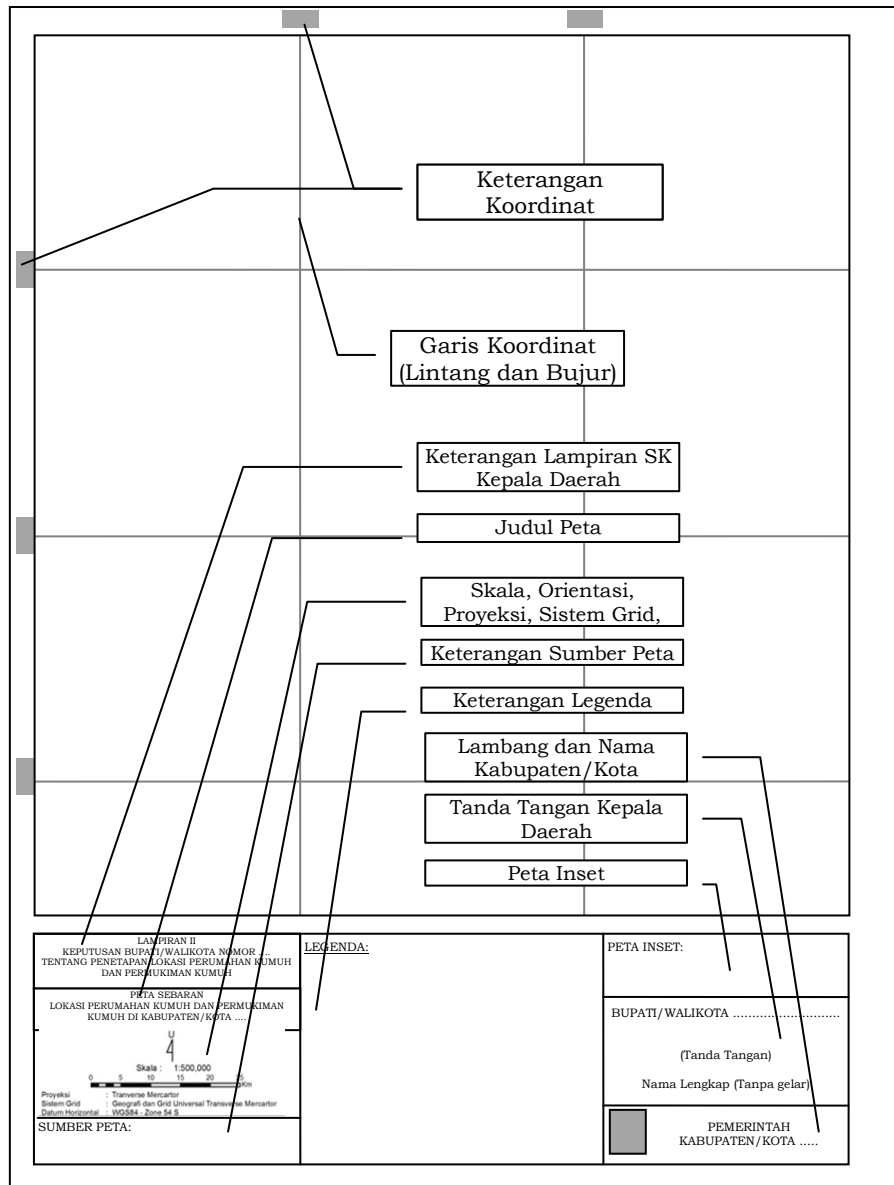 Keterangan
Koordinat
Garis Koordinat
(Lintang dan Bujur)
Keterangan Lampiran SK
Kepala Daerah
Judul Peta
Skala, Orientasi,
Proyeksi, Sistem Grid,
Keterangan Sumber Peta
Keterangan Legenda
Lambang dan Nama
Kabupaten/Kota
Tanda Tangan Kepala
Daerah
Peta Inset
LAMPIRAN II
KEPUTUSAN BUPATI/WALIKOTA NOMOR ....
TENTANG PENETAPAN LOKASI PERUMAHAN KUMUH
DAN PERMUKIMAN KUMUH
PETA SEBARAN
LOKASI PERUMAHAN KUMUH DAN PERMUKIMAN
KUMUH DI KABUPATEN/KOTA ....
U
Skala : 1:500,000
0 5 10 15 20 25
Km
Proyeksi : Tranverse Mercartor
Sistem Grid : Geografi dan Grid Universal Transverse Mercartor
Datum Horizontal : WGS84 - Zone 54 S
SUMBER PETA:
LEGENDA:
PETA INSET:
BUPATI/WALIKOTA ............................
(Tanda Tangan)
Nama Lengkap (Tanpa gelar)
PEMERINTAH
KABUPATEN/KOTA .....